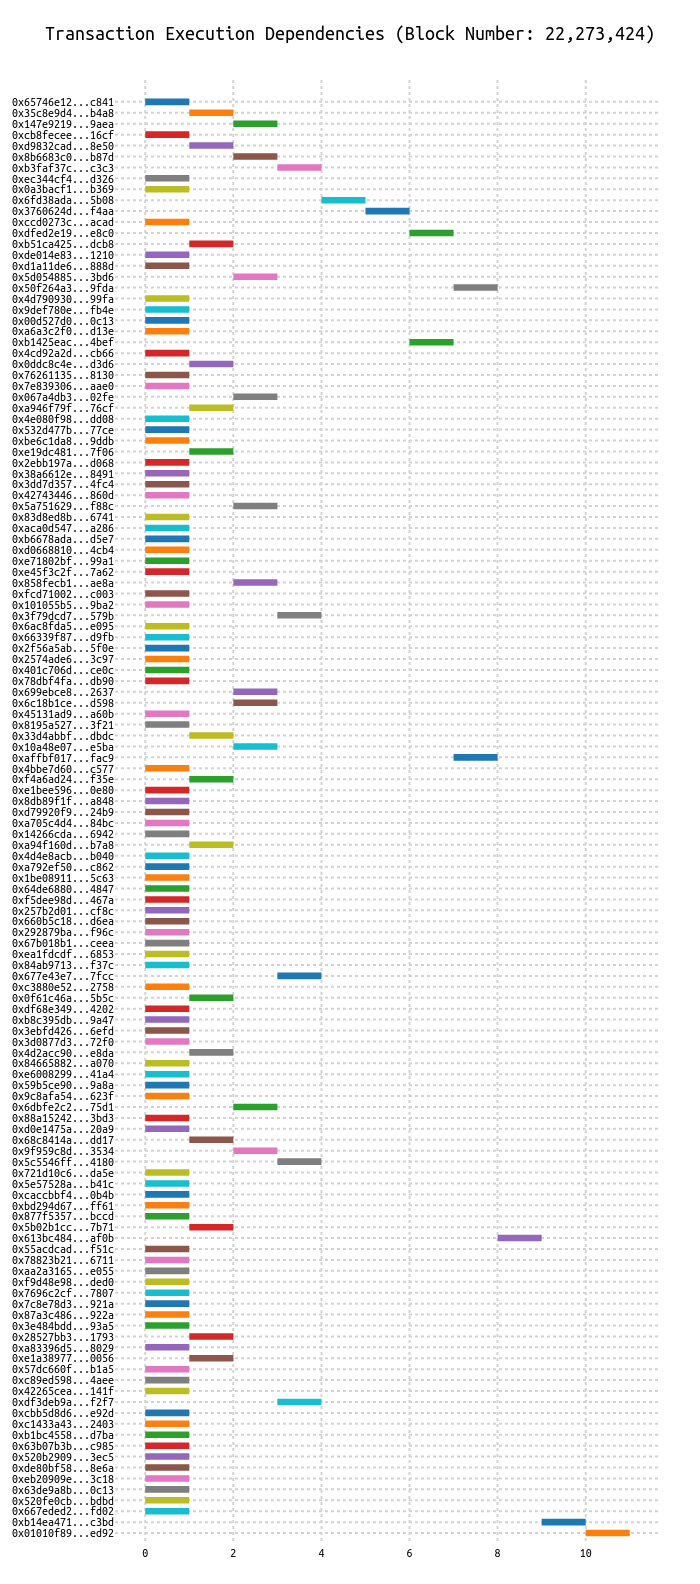 Transaction Execution Dependencies (Block Number: 22,273,424)
0x65746e12...c841
0x35c8e9d4...b4a8
0x147e9219...9aea
0xcb8fecee...16cf
0xd9832cad...8e50
0x8b6683c0...b87d
0xb3faf37c...c3c3
0xec344cf4...d326
0x0a3bacf1...b369
0x6fd38ada...5b08
0x3760624d...f4aa
0xccd0273c...acad
0xdfed2e19...e8c0
0xb51ca425...dcb8
0xde014e83...1210
0xd1a11de6...888d
0x5d054885...3bd6
0x50f264a3...9fda
0x4d790930...99fa
0x9def780e...fb4e
0x00d527d0...0c13
0xa6a3c2f0...d13e
0xb1425eac...4bef
0x4cd92a2d...cb66
0x0ddc8c4e...d3d6
0x76261135...8130
0x7e839306...aae0
0x067a4db3...02fe
0xa946f79f...76cf
0x4e080f98...dd08
0x532d477b...77ce
0xbe6c1da8...9ddb
0xe19dc481...7f06
0x2ebb197a...d068
0x38a6612e...8491
0x3dd7d357...4fc4
0x42743446...860d
0x5a751629...f88c
0x83d8ed8b...6741
0xaca0d547...a286
0xb6678ada...d5e7
0xd0668810...4cb4
0xe71802bf...99a1
0xe45f3c2f...7a62
0x858fecb1...ae8a
0xfcd71002...c003
0x101055b5...9ba2
0x3f79dcd7...579b
0x6ac8fda5...e095
0x66339f87...d9fb
0x2f56a5ab...5f0e
0x2574ade6...3c97
0x401c706d...ce0c
0x78dbf4fa...db90
0x699ebce8...2637
0x6c18b1ce...d598
0x45131ad9...a60b
0x8195a527...3f21
0x33d4abbf...dbdc
0x10a48e07...e5ba
0xaffbf017...fac9
0x4bbe7d60...c577
0xf4a6ad24...f35e
0xe1bee596...0e80
0x8db89f1f...a848
0xd79920f9...24b9
0xa705c4d4...84bc
0x14266cda...6942
0xa94f160d...b7a8
0x4d4e8acb...b040
0xa792ef50...c862
0x1be08911...5c63
0x64de6880...4847
0xf5dee98d...467a
0x257b2d01...cf8c
0x660b5c18...d6ea
0x292879ba...f96c
0x67b018b1...ceea
0xea1fdcdf...6853
0x84ab9713...f37c
0x677e43e7...7fcc
0xc3880e52...2758
0x0f61c46a...5b5c
0xdf68e349...4202
0xb8c395db...9a47
0x3ebfd426...6efd
0x3d0877d3...72f0
0x4d2acc90...e8da
0x84665882...a070
0xe6008299...41a4
0x59b5ce90...9a8a
0x9c8afa54...623f
0x6dbfe2c2...75d1
0x88a15242...3bd3
0xd0e1475a...20a9
0x68c8414a...dd17
0x9f959c8d...3534
0x5c5546ff...4180
0x721d10c6...da5e
0x5e57528a...b41c
0xcaccbbf4...0b4b
0xbd294d67...ff61
0x877f5357...bccd
0x5b02b1cc...7b71
0x613bc484...af0b
0x55acdcad...f51c
0x78823b21...6711
0xaa2a3165...e055
0xf9d48e98...ded0
0x7696c2cf...7807
0x7c8e78d3...921a
0x87a3c486...922a
0x3e484bdd...93a5
0x28527bb3...1793
0xa83396d5...8029
0xe1a38977...0056
0x57dc660f...b1a5
0xc89ed598...4aee
0x42265cea...141f
0xdf3deb9a...f2f7
0xcbb5d8d6...e92d
0xc1433a43...2403
0xb1bc4558...d7ba
0x63b07b3b...c985
0x520b2909...3ec5
0xde80bf58...8e6a
0xeb20909e...3c18
0x63de9a8b...0c13
0x520fe0cb...bdbd
0x667eded2...fd02
0xb14ea471...c3bd
0x01010f89...ed92
0 2 4 6 8 10